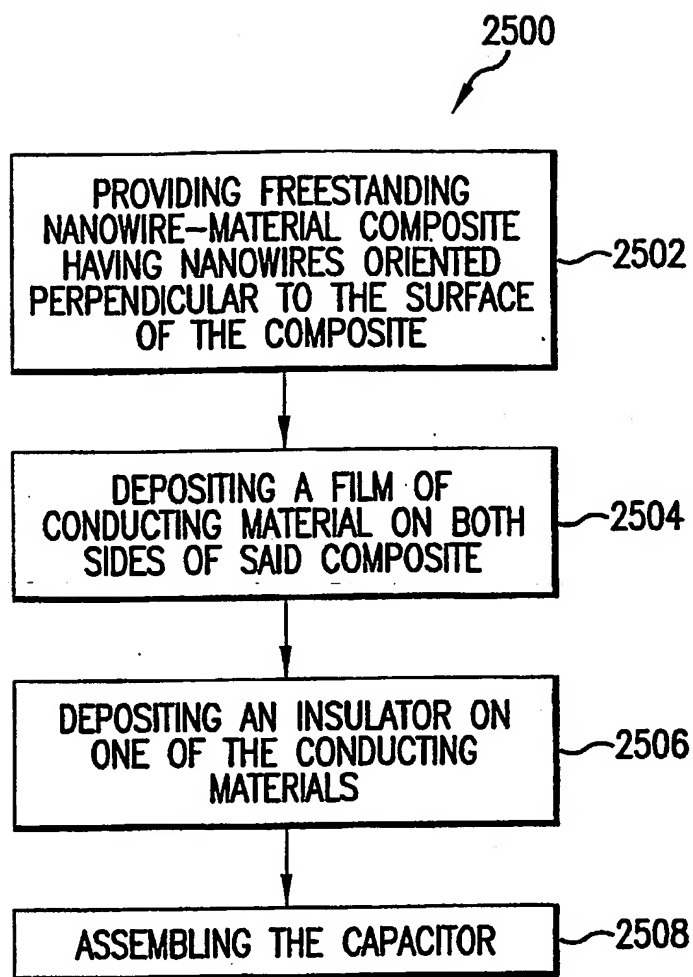 2500
PROVIDING FREESTANDING
NANOWIRE-MATERIAL COMPOSITE
HAVING NANOWIRES ORIENTED
PERPENDICULAR TO THE SURFACE
OF THE COMPOSITE
2502
DEPOSITING A FILM OF
CONDUCTING MATERIAL ON BOTH
SIDES OF SAID COMPOSITE
2504
DEPOSITING AN INSULATOR ON
ONE OF THE CONDUCTING
MATERIALS
2506
ASSEMBLING THE CAPACITOR
2508